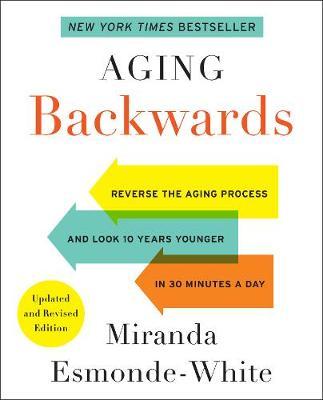 NEW YORK TIMES BESTSELLER
AGING
Backwards
REVERSE THE AGING PROCESS
AND LOOK 10 YEARS YOUNGER
IN 30 MINUTES A DAY
Updated
and Revised
Edition
Miranda
Esmonde-White